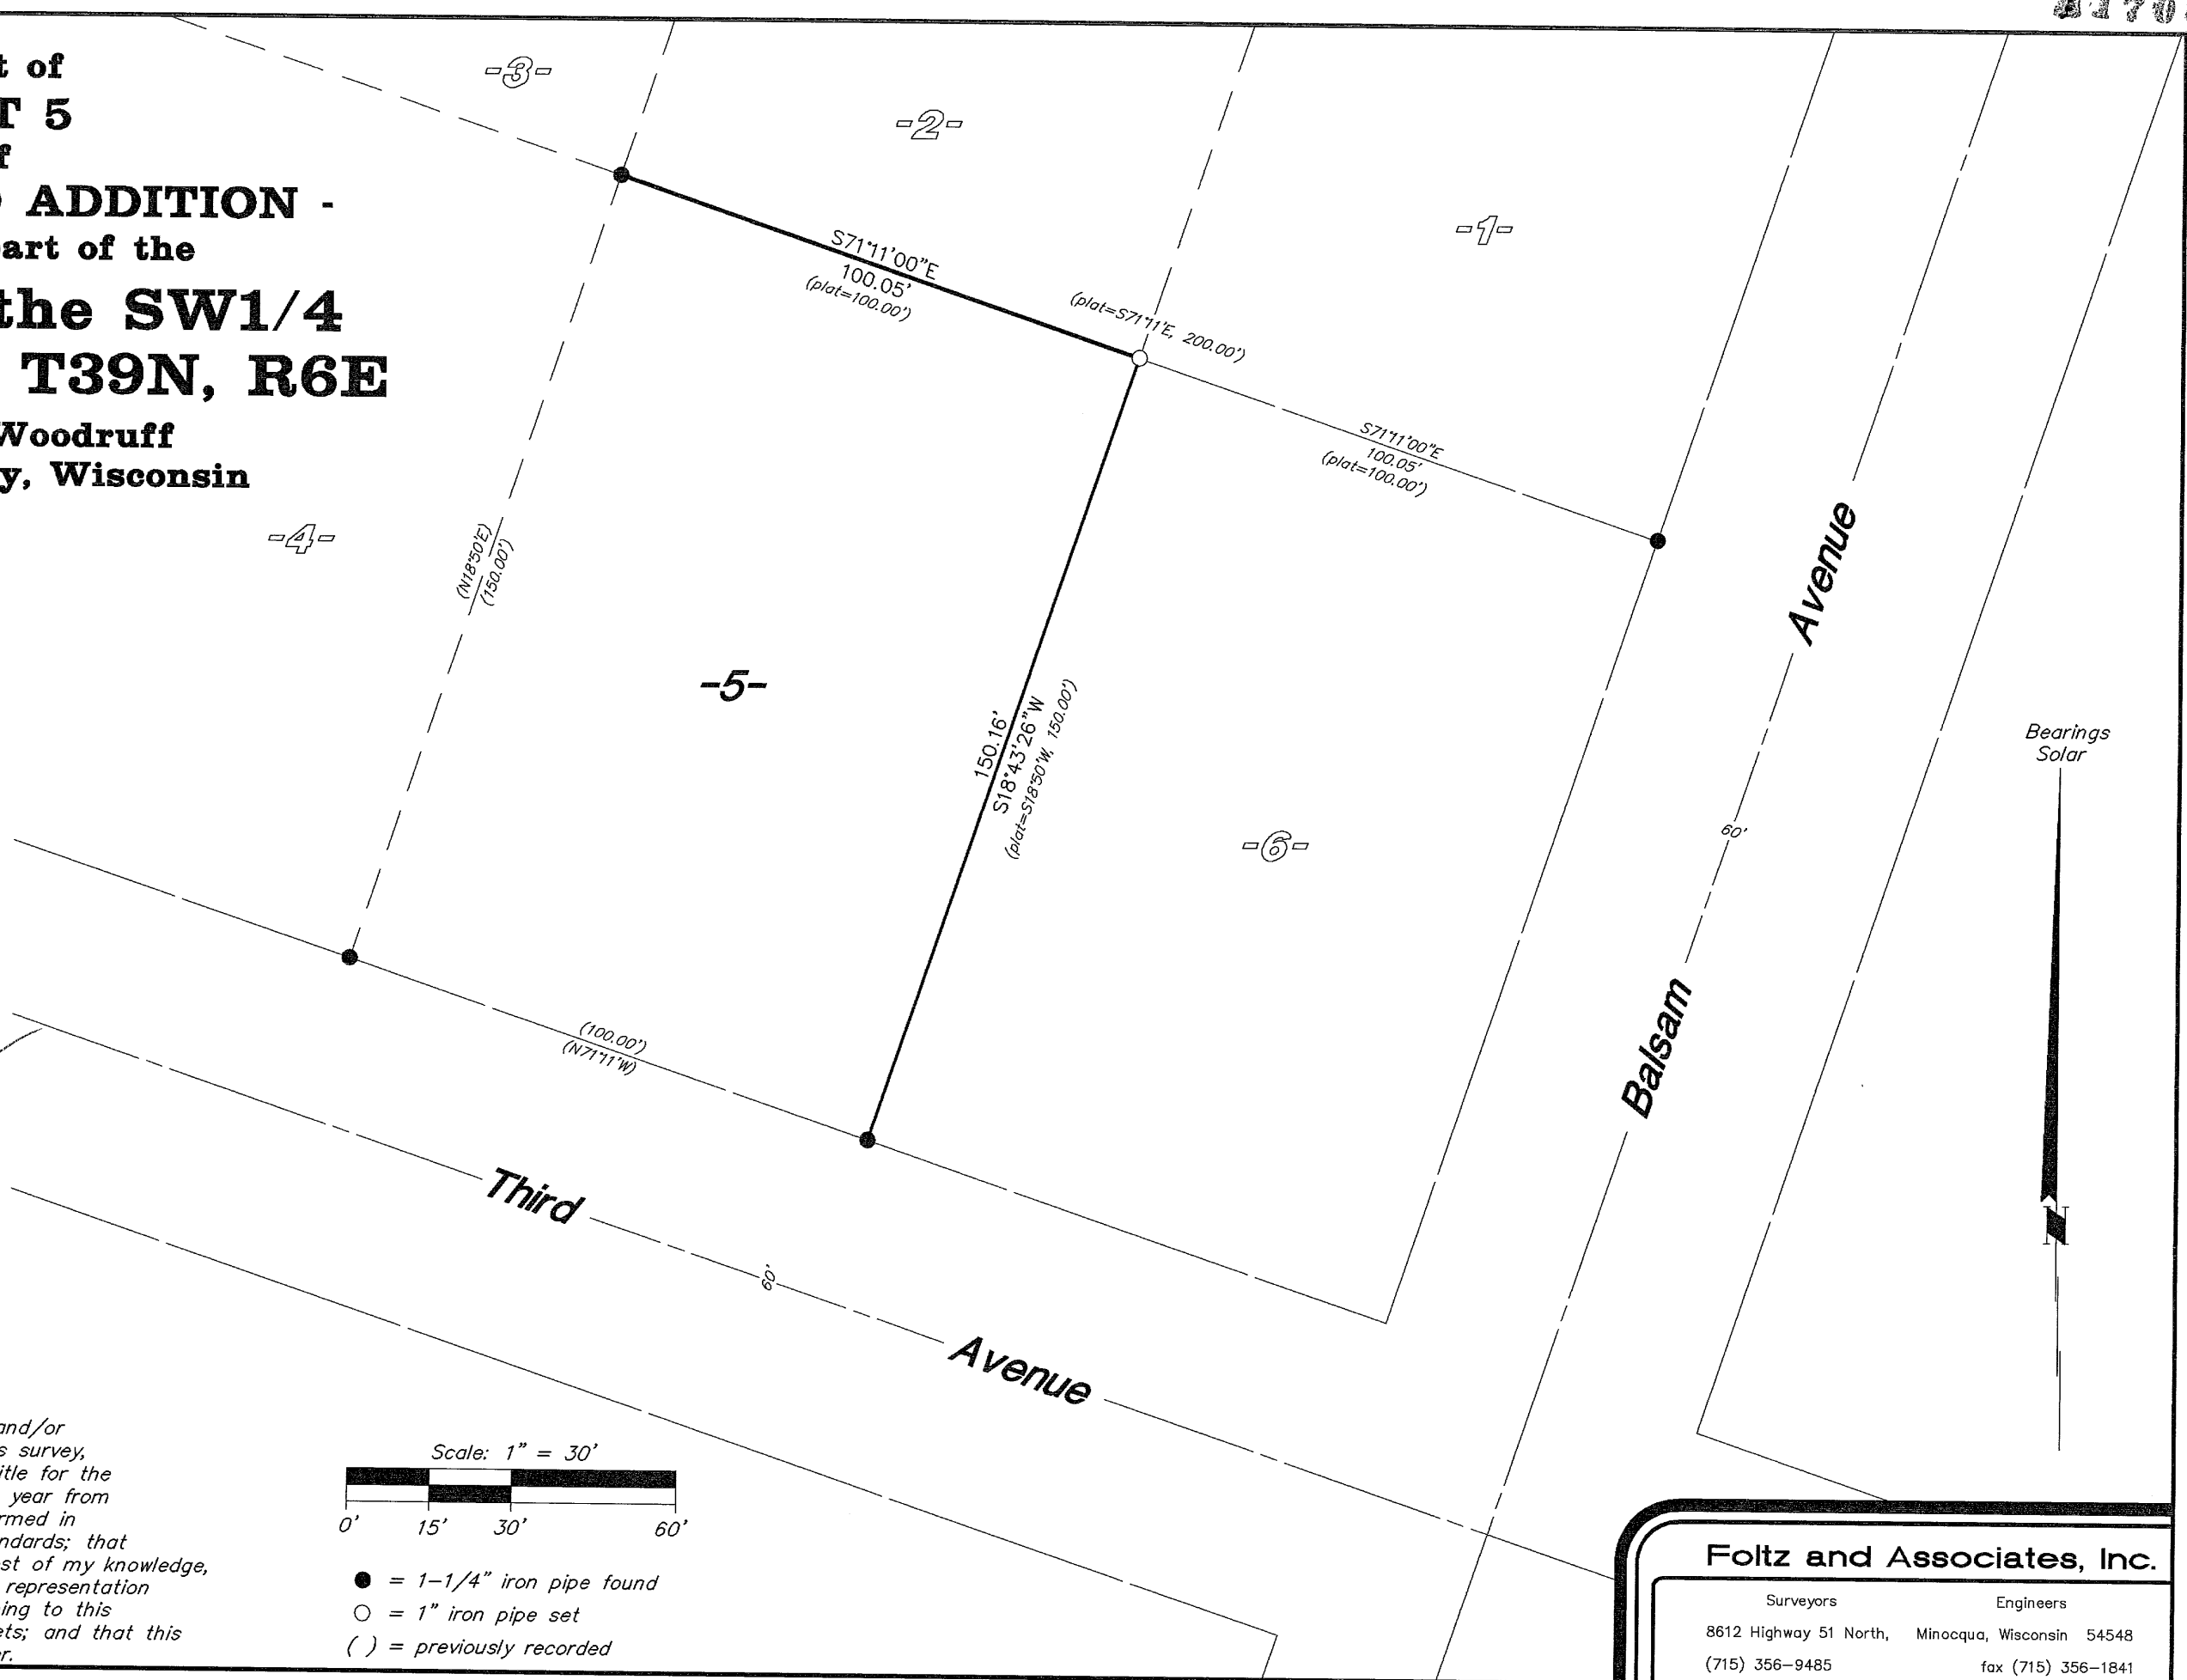 t of
T 5
f
ADDITION -
art of the
the SW1/4
T39N, R6E
Woodruff
y, Wisconsin
-3-
-2-
-1-
S71°11'00"E
100.05'
(plat=100.00')
(plat=S71°11'E, 200.00')
S71°11'00"E
100.05'
(plat=100.00')
-4-
(N18°50'E)
(150.00')
-5-
150.16'
S18°43'26"W
(plat=S18°50'W, 150.00')
-6-
Avenue
60'
Balsam
Bearings
Solar
N
(100.00')
(N71°11'W)
Third
60'
Avenue
and/or
s survey,
itle for the
year from
rmed in
ndards; that
st of my knowledge,
representation
ing to this
ets; and that this
er.
Scale: 1" = 30'
0' 15' 30' 60'
● = 1-1/4" iron pipe found
○ = 1" iron pipe set
( ) = previously recorded
Foltz and Associates, Inc.
Surveyors Engineers
8612 Highway 51 North, Minocqua, Wisconsin 54548
(715) 356-9485 fax (715) 356-1841